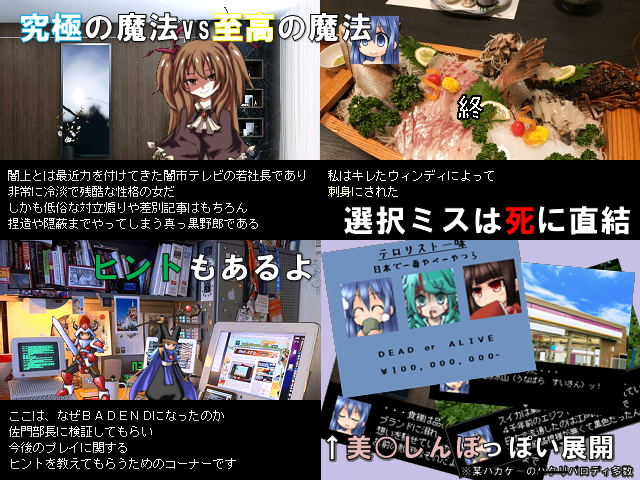 究極の魔法VS至高の魔法
闇上とは最近力を付けてきた闇市テレビの若社長であり
非常に冷淡で残酷な性格の女だ
しかも低俗な対立煽りや差別記事はもちろん
捏造や隠蔽までやってしまう真っ黒野郎である
終
私はキレたウィンディによって
刺身にされた
選択ミスは死に直結
ヒントもあるよ
ここは、なぜBADENDになったのか
佐門部長に検証してもらい
今後のプレイに関する
ヒントを教えてもらうためのコーナーです
テロリスト一味
日本で一番やべーやつら
DEAD or ALIVE
¥100,000,000-
↑美〇しんぼっぽい展開
※某ハカゲーのパクリパロディ多数